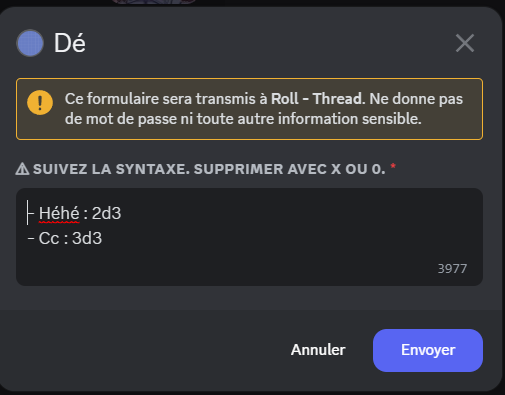 Dé
Ce formulaire sera transmis à Roll - Thread. Ne donne pas
de mot de passe ni toute autre information sensible.
⚠ SUIVEZ LA SYNTAXE. SUPPRIMER AVEC X OU 0. *
- Héhé : 2d3
- Cc : 3d3
3977
Annuler
Envoyer